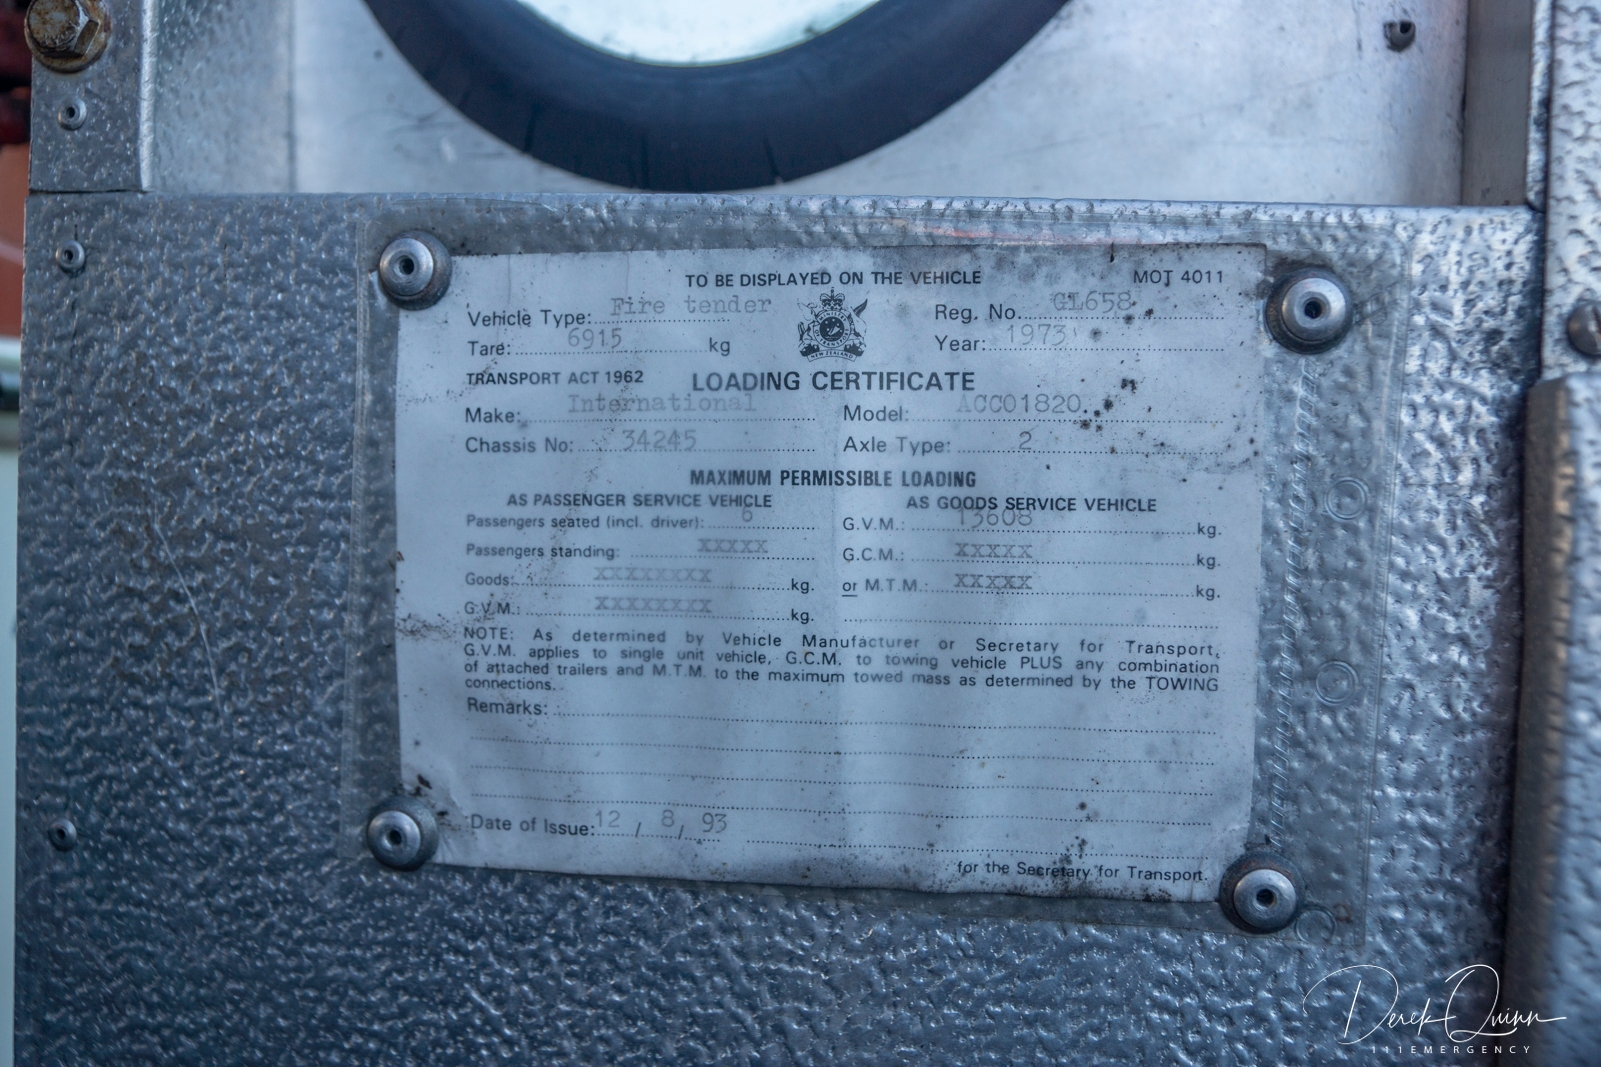 TO BE DISPLAYED ON THE VEHICLE MOT 4011
Vehicle Type: Fire tender Reg. No. GL658
Tare: 6915 kg Year: 1973
MINISTRY OF TRANSPORT
NEW ZEALAND
TRANSPORT ACT 1962 LOADING CERTIFICATE
Make: International Model: ACCO1820
Chassis No: 34245 Axle Type: 2
MAXIMUM PERMISSIBLE LOADING
AS PASSENGER SERVICE VEHICLE AS GOODS SERVICE VEHICLE
Passengers seated (incl. driver): 6 G.V.M.: 13608 kg.
Passengers standing: XXXXX G.C.M.: XXXXX kg.
Goods: XXXXXXXX kg. or M.T.M.: XXXXX kg.
G.V.M.: XXXXXXXX kg.
NOTE: As determined by Vehicle Manufacturer or Secretary for Transport,
G.V.M. applies to single unit vehicle, G.C.M. to towing vehicle PLUS any combination
of attached trailers and M.T.M. to the maximum towed mass as determined by the TOWING
connections.
Remarks:
Date of Issue: 12 / 8 / 93
for the Secretary for Transport.
Derek Quinn
111EMERGENCY